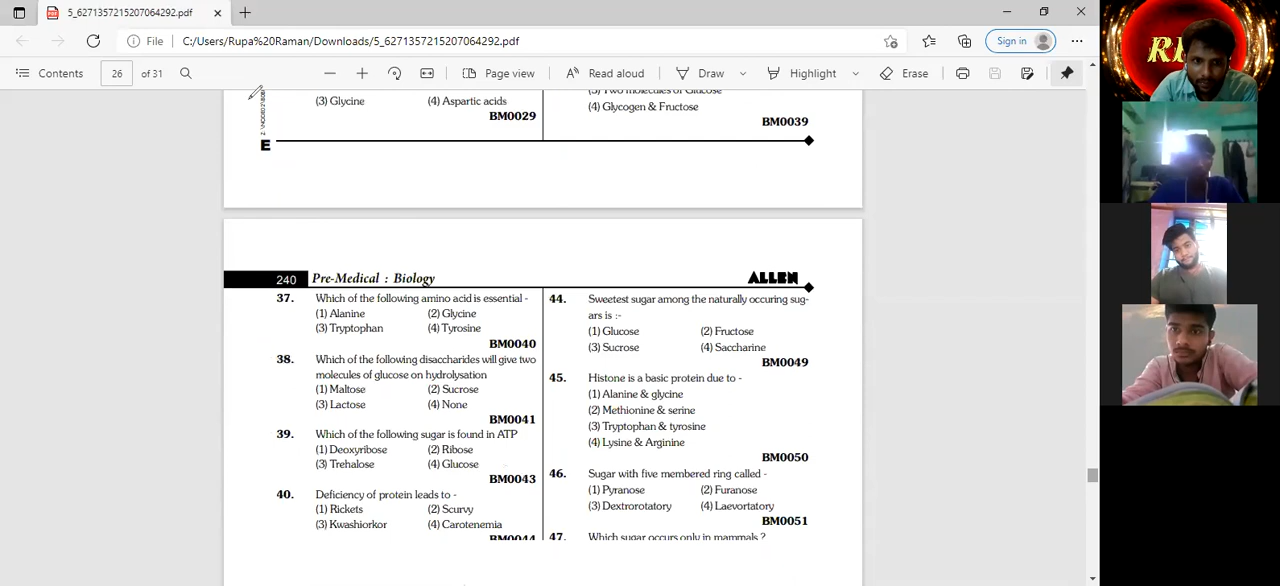 5_6271357215207064292.pdf
File
C:/Users/Rupa%20Raman/Downloads/5_6271357215207064292.pdf
Sign in
Contents
26
of 31
Page view
Read aloud
Draw
Highlight
Erase
(3) Glycine (4) Aspartic acids
BM0029
E
(3) Two molecules of Glucose
(4) Glycogen & Fructose
BM0039
240 Pre-Medical : Biology
ALLEN
37. Which of the following amino acid is essential -
(1) Alanine (2) Glycine
(3) Tryptophan (4) Tyrosine
BM0040
38. Which of the following disaccharides will give two
molecules of glucose on hydrolysation
(1) Maltose (2) Sucrose
(3) Lactose (4) None
BM0041
39. Which of the following sugar is found in ATP
(1) Deoxyribose (2) Ribose
(3) Trehalose (4) Glucose
BM0043
40. Deficiency of protein leads to -
(1) Rickets (2) Scurvy
(3) Kwashiorkor (4) Carotenemia
BM0044
44. Sweetest sugar among the naturally occuring sug-
ars is :-
(1) Glucose (2) Fructose
(3) Sucrose (4) Saccharine
BM0049
45. Histone is a basic protein due to -
(1) Alanine & glycine
(2) Methionine & serine
(3) Tryptophan & tyrosine
(4) Lysine & Arginine
BM0050
46. Sugar with five membered ring called -
(1) Pyranose (2) Furanose
(3) Dextrorotatory (4) Laevortatory
BM0051
47. Which sugar occurs only in mammals ?